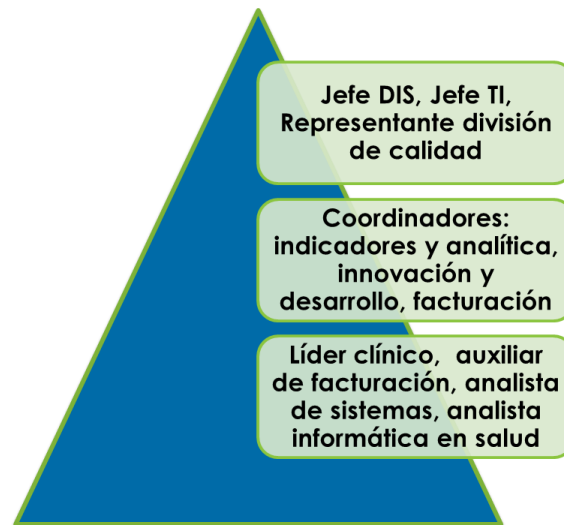 Jefe DIS, Jefe TI,
Representante división
de calidad
Coordinadores:
indicadores y analítica,
innovación y
desarrollo, facturación
Líder clínico, auxiliar
de facturación, analista
de sistemas, analista
informática en salud